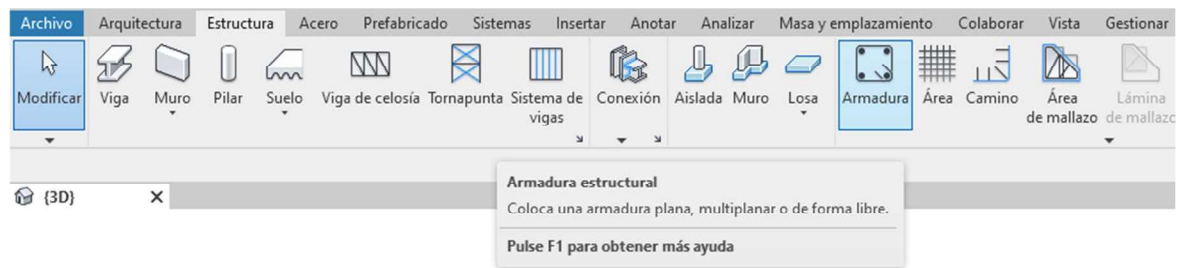 Archivo Arquitectura Estructura Acero Prefabricado Sistemas Insertar Anotar Analizar Masa y emplazamiento Colaborar Vista Gestionar
Modificar Viga Muro Pilar Suelo Viga de celosía Tornapunta Sistema de Conexión Aislada Muro Losa Armadura Área Camino Área Lámina
vigas de mallazo de mallazo
{3D} X
Armadura estructural
Coloca una armadura plana, multiplanar o de forma libre.
Pulse F1 para obtener más ayuda